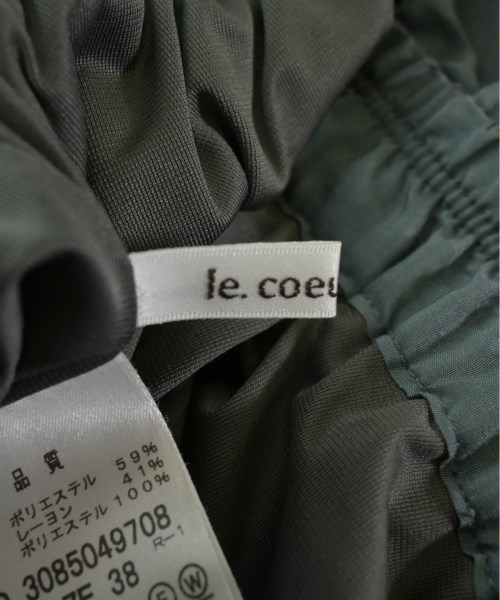 le. coeu
品質
ポリエステル 59%
レーヨン 41%
ポリエステル 100%
3085049708
R-1
38
W